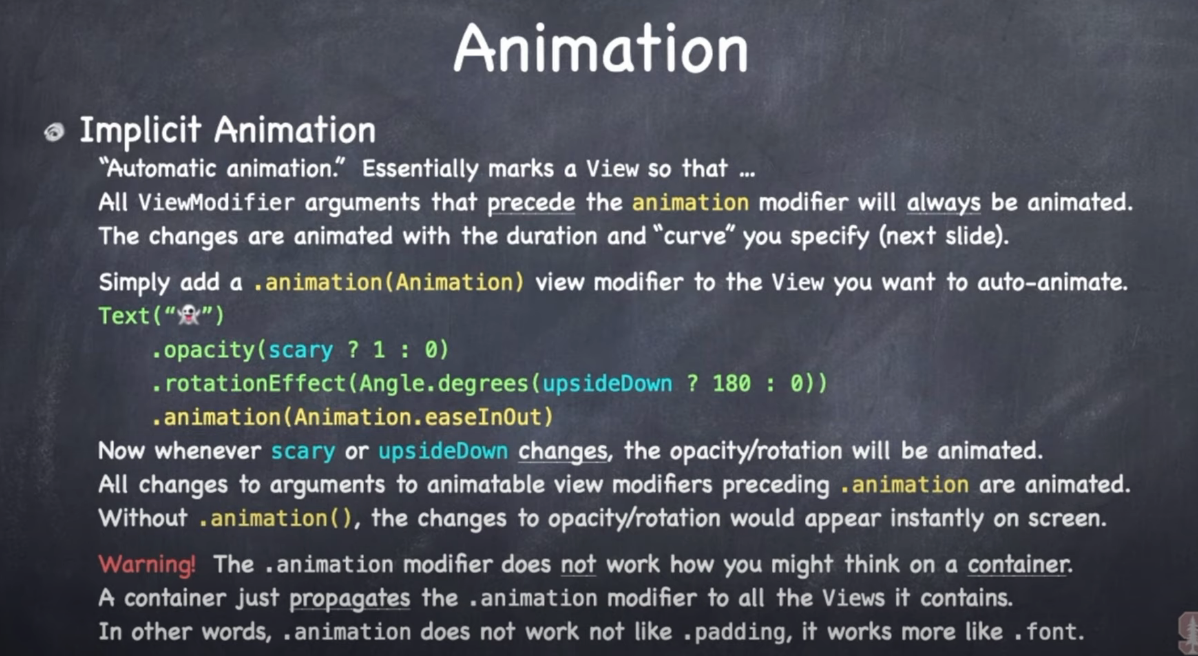 Animation
Implicit Animation
“Automatic animation.” Essentially marks a View so that …
All ViewModifier arguments that precede the animation modifier will always be animated.
The changes are animated with the duration and “curve” you specify (next slide).
Simply add a .animation(Animation) view modifier to the View you want to auto-animate.
Text(“👻”)
.opacity(scary ? 1 : 0)
.rotationEffect(Angle.degrees(upsideDown ? 180 : 0))
.animation(Animation.easeInOut)
Now whenever scary or upsideDown changes, the opacity/rotation will be animated.
All changes to arguments to animatable view modifiers preceding .animation are animated.
Without .animation(), the changes to opacity/rotation would appear instantly on screen.
Warning! The .animation modifier does not work how you might think on a container.
A container just propagates the .animation modifier to all the Views it contains.
In other words, .animation does not work not like .padding, it works more like .font.